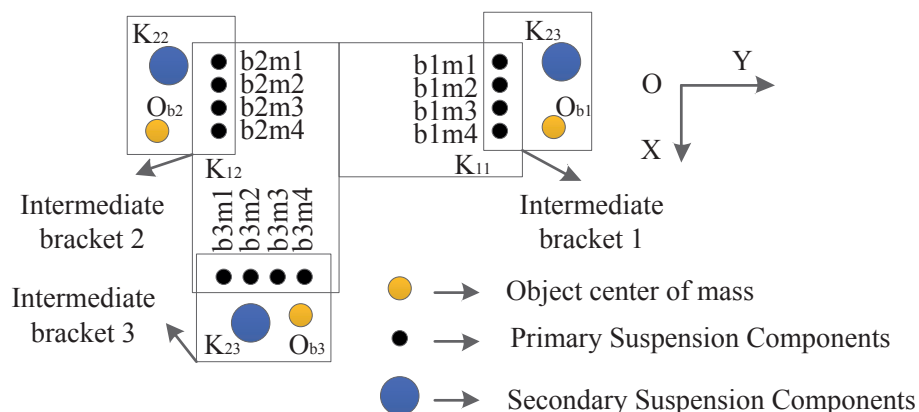 K22
b2m1
b2m2
b2m3
b2m4
Ob2
K12
Intermediate
bracket 2
K23
b1m1
b1m2
b1m3
b1m4
Ob1
K11
Intermediate
bracket 1
O
Y
X
b3m1
b3m2
b3m3
b3m4
Intermediate
bracket 3
K23
Ob3
Object center of mass
Primary Suspension Components
Secondary Suspension Components